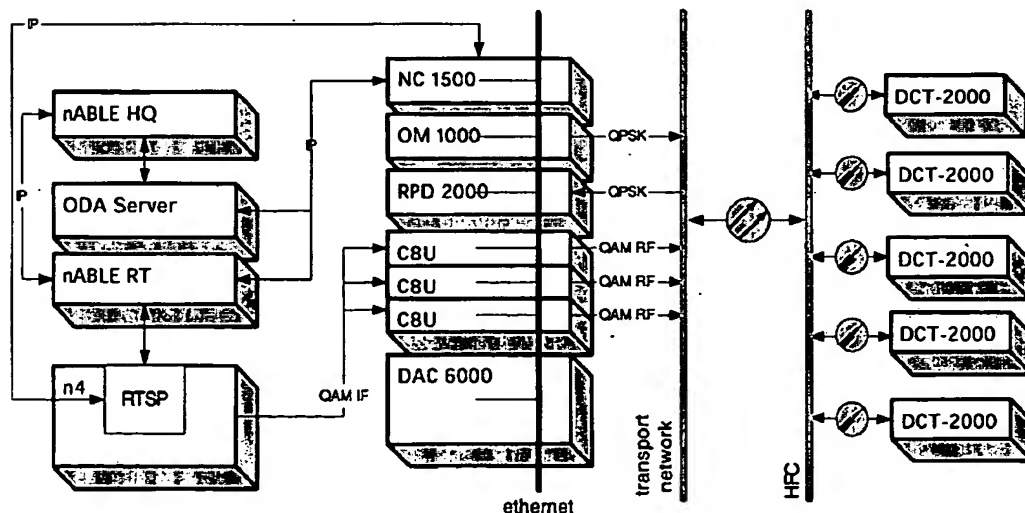 IP
IP
nABLE HQ
ODA Server
nABLE RT
IP
IP
n4
RTSP
QAM IF
NC 1500
OM 1000
RPD 2000
C8U
C8U
C8U
DAC 6000
QPSK
QPSK
QAM RF
QAM RF
QAM RF
ethernet
transport
network
HFC
DCT-2000
DCT-2000
DCT-2000
DCT-2000
DCT-2000